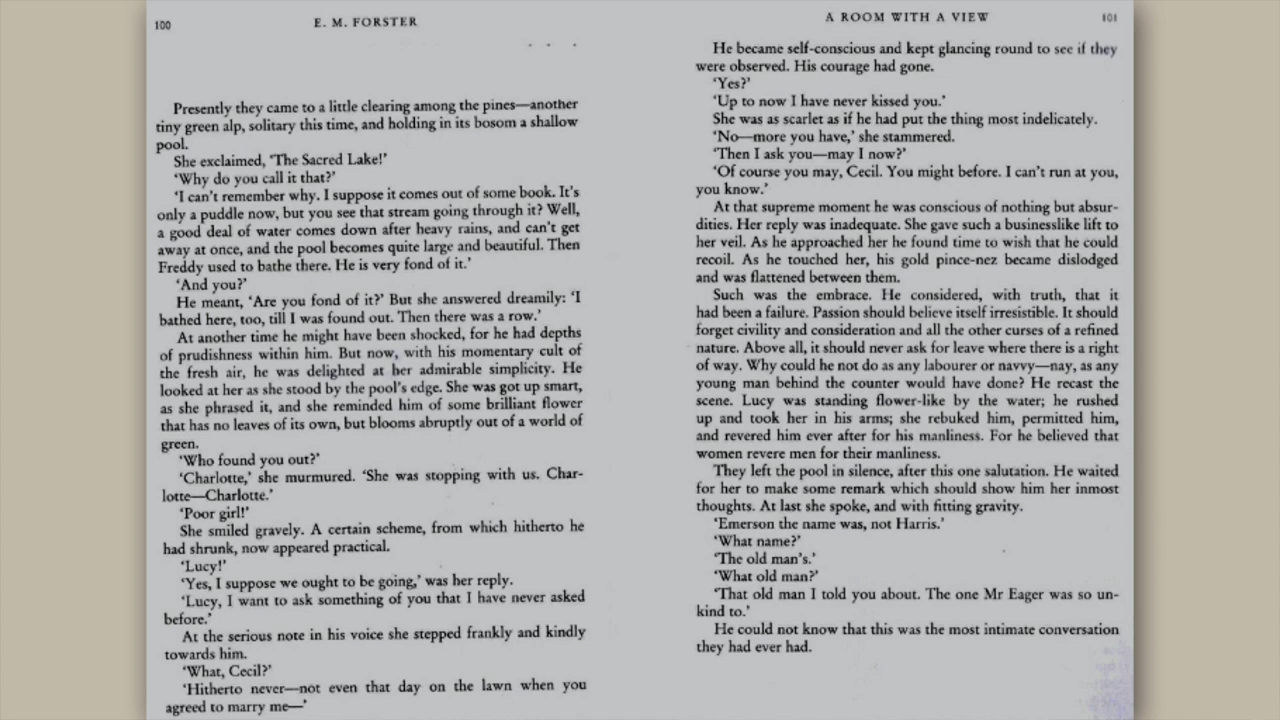 100
E. M. FORSTER
. . .
Presently they came to a little clearing among the pines—another
tiny green alp, solitary this time, and holding in its bosom a shallow
pool.
She exclaimed, ‘The Sacred Lake!’
‘Why do you call it that?’
‘I can’t remember why. I suppose it comes out of some book. It’s
only a puddle now, but you see that stream going through it? Well,
a good deal of water comes down after heavy rains, and can’t get
away at once, and the pool becomes quite large and beautiful. Then
Freddy used to bathe there. He is very fond of it.’
‘And you?’
He meant, ‘Are you fond of it?’ But she answered dreamily: ‘I
bathed here, too, till I was found out. Then there was a row.’
At another time he might have been shocked, for he had depths
of prudishness within him. But now, with his momentary cult of
the fresh air, he was delighted at her admirable simplicity. He
looked at her as she stood by the pool’s edge. She was got up smart,
as she phrased it, and she reminded him of some brilliant flower
that has no leaves of its own, but blooms abruptly out of a world of
green.
‘Who found you out?’
‘Charlotte,’ she murmured. ‘She was stopping with us. Char-
lotte—Charlotte.’
‘Poor girl!’
She smiled gravely. A certain scheme, from which hitherto he
had shrunk, now appeared practical.
‘Lucy!’
‘Yes, I suppose we ought to be going,’ was her reply.
‘Lucy, I want to ask something of you that I have never asked
before.’
At the serious note in his voice she stepped frankly and kindly
towards him.
‘What, Cecil?’
‘Hitherto never—not even that day on the lawn when you
agreed to marry me—’
A ROOM WITH A VIEW
101
He became self-conscious and kept glancing round to see if they
were observed. His courage had gone.
‘Yes?’
‘Up to now I have never kissed you.’
She was as scarlet as if he had put the thing most indelicately.
‘No—more you have,’ she stammered.
‘Then I ask you—may I now?’
‘Of course you may, Cecil. You might before. I can’t run at you,
you know.’
At that supreme moment he was conscious of nothing but absur-
dities. Her reply was inadequate. She gave such a businesslike lift to
her veil. As he approached her he found time to wish that he could
recoil. As he touched her, his gold pince-nez became dislodged
and was flattened between them.
Such was the embrace. He considered, with truth, that it
had been a failure. Passion should believe itself irresistible. It should
forget civility and consideration and all the other curses of a refined
nature. Above all, it should never ask for leave where there is a right
of way. Why could he not do as any labourer or navvy—nay, as any
young man behind the counter would have done? He recast the
scene. Lucy was standing flower-like by the water; he rushed
up and took her in his arms; she rebuked him, permitted him,
and revered him ever after for his manliness. For he believed that
women revere men for their manliness.
They left the pool in silence, after this one salutation. He waited
for her to make some remark which should show him her inmost
thoughts. At last she spoke, and with fitting gravity.
‘Emerson the name was, not Harris.’
‘What name?’
‘The old man’s.’
‘What old man?’
‘That old man I told you about. The one Mr Eager was so un-
kind to.’
He could not know that this was the most intimate conversation
they had ever had.